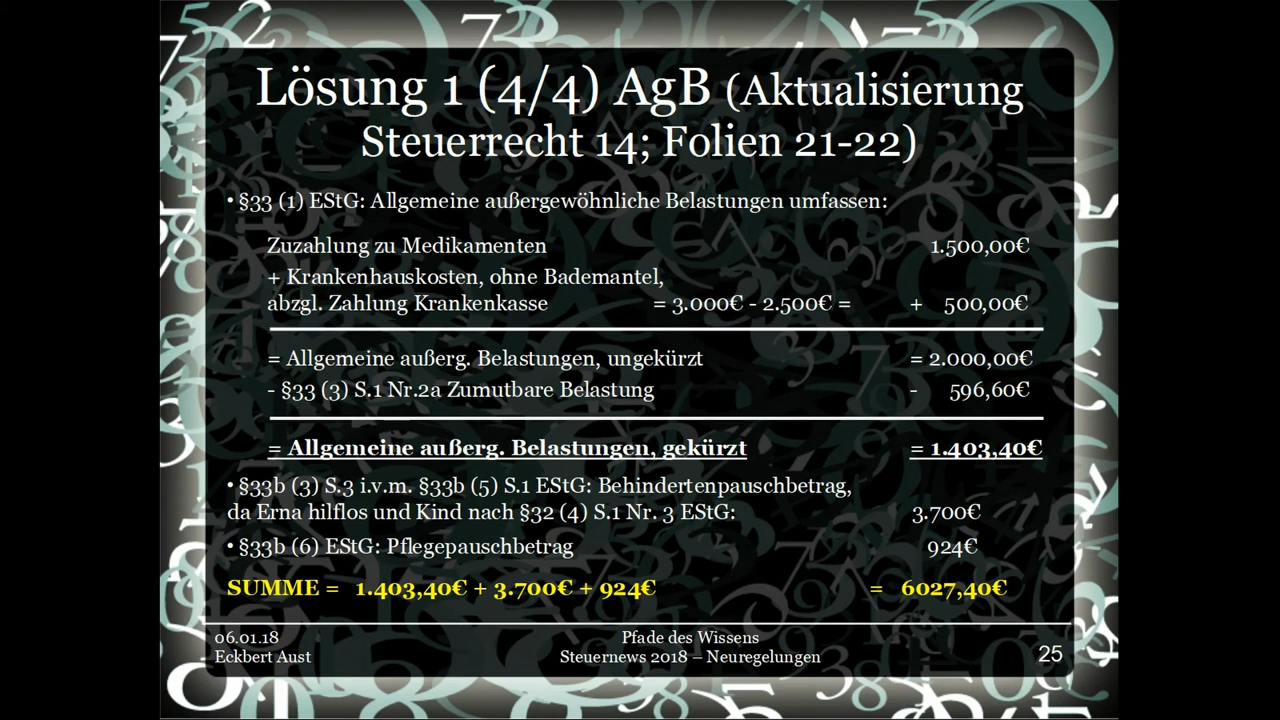 Lösung 1 (4/4) AgB (Aktualisierung
Steuerrecht 14; Folien 21-22)
• §33 (1) EStG: Allgemeine außergewöhnliche Belastungen umfassen:
Zuzahlung zu Medikamenten 1.500,00€
+ Krankenhauskosten, ohne Bademantel,
abzgl. Zahlung Krankenkasse = 3.000€ - 2.500€ = + 500,00€
= Allgemeine außerg. Belastungen, ungekürzt = 2.000,00€
- §33 (3) S.1 Nr.2a Zumutbare Belastung - 596,60€
= Allgemeine außerg. Belastungen, gekürzt = 1.403,40€
• §33b (3) S.3 i.v.m. §33b (5) S.1 EStG: Behindertenpauschbetrag,
da Erna hilflos und Kind nach §32 (4) S.1 Nr. 3 EStG: 3.700€
• §33b (6) EStG: Pflegepauschbetrag 924€
SUMME = 1.403,40€ + 3.700€ + 924€ = 6027,40€
06.01.18
Eckbert Aust
Pfade des Wissens
Steuernews 2018 – Neuregelungen
25